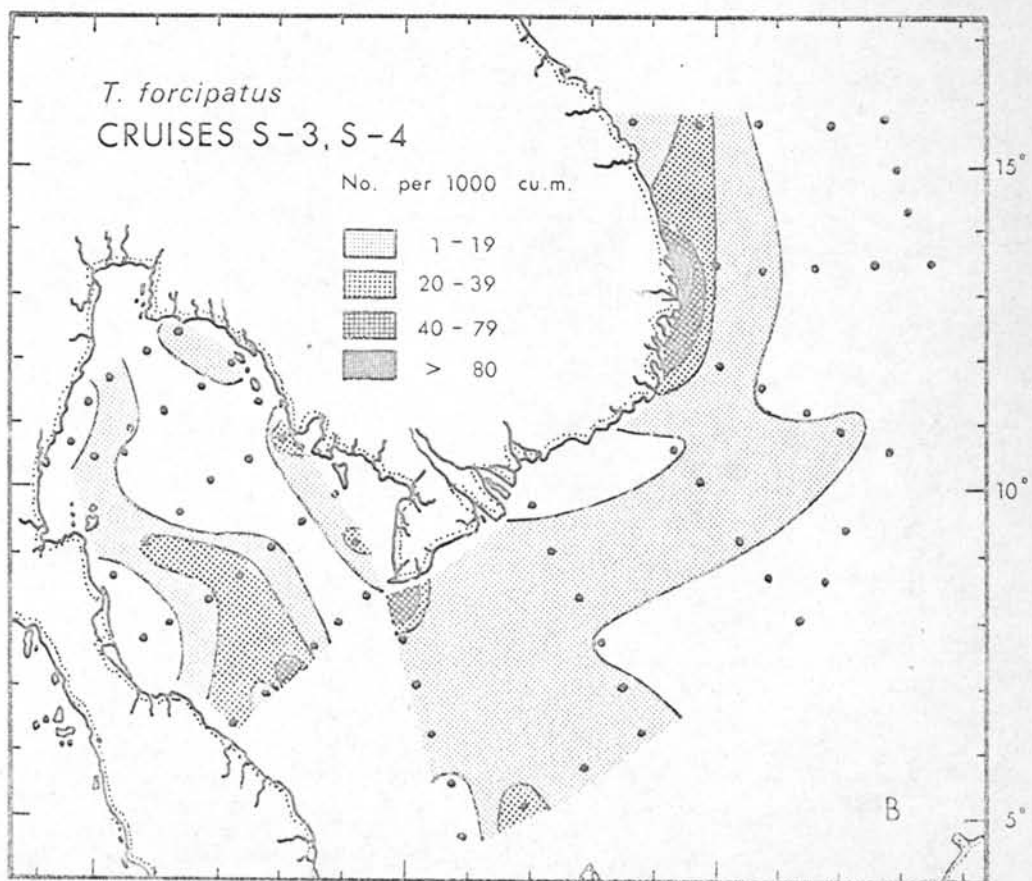 T. forcipatus
CRUISES S-3, S-4
No. per 1000 cu.m.
1 - 19
20 - 39
40 - 79
> 80
15°
10°
5°
B